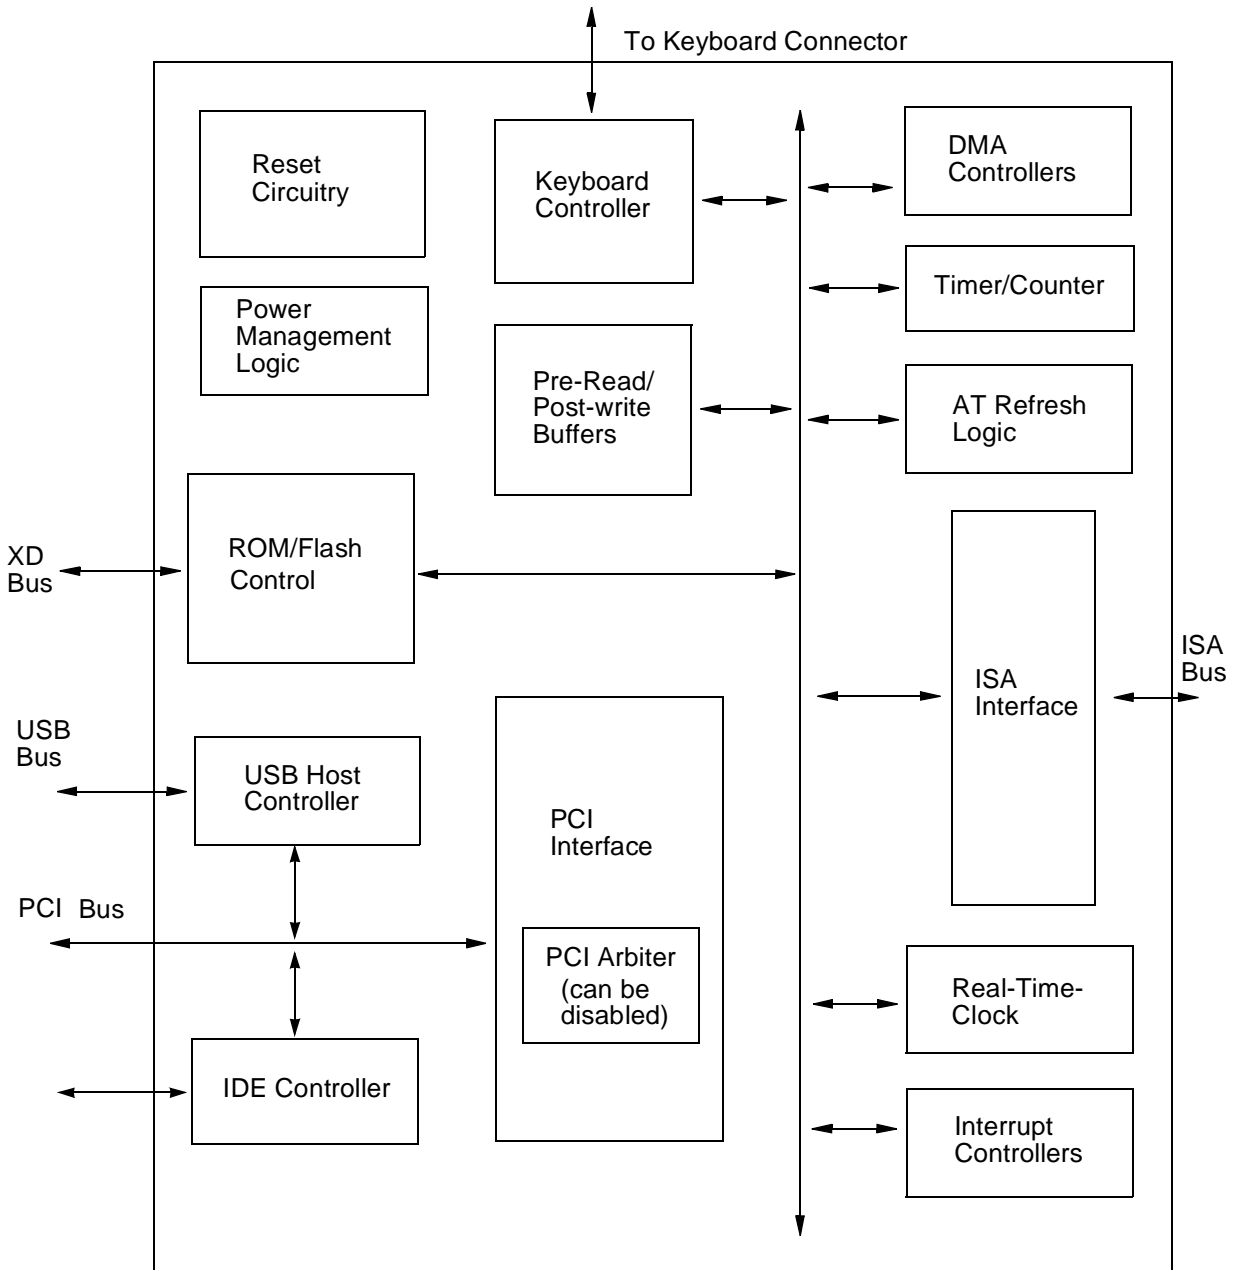 To Keyboard Connector
Reset
Circuitry
Keyboard
Controller
DMA
Controllers
Power
Management
Logic
Timer/Counter
Pre-Read/
Post-write
Buffers
AT Refresh
Logic
XD
Bus
ROM/Flash
Control
ISA
Bus
ISA
Interface
USB
Bus
USB Host
Controller
PCI
Interface
PCI Bus
PCI Arbiter
(can be
disabled)
Real-Time-
Clock
IDE Controller
Interrupt
Controllers